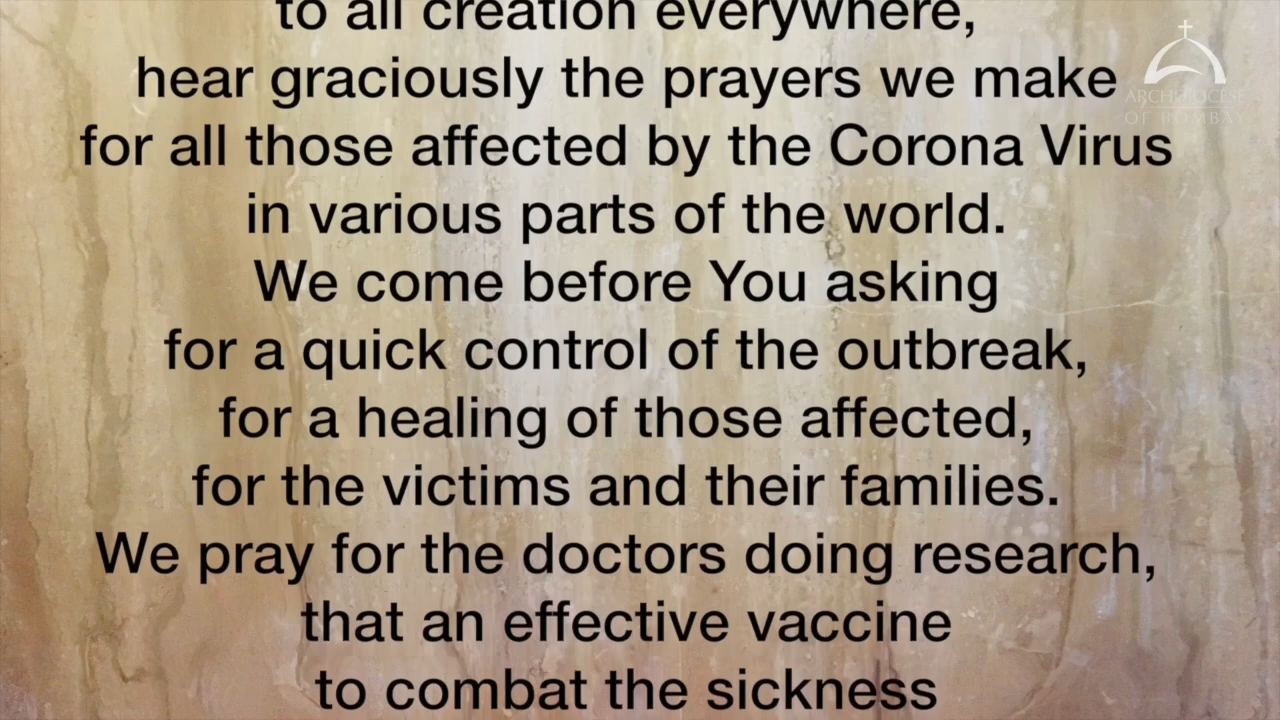 to all creation everywhere,
ARCHDIOCESE
OF BOMBAY
hear graciously the prayers we make
for all those affected by the Corona Virus
in various parts of the world.
We come before You asking
for a quick control of the outbreak,
for a healing of those affected,
for the victims and their families.
We pray for the doctors doing research,
that an effective vaccine
to combat the sickness